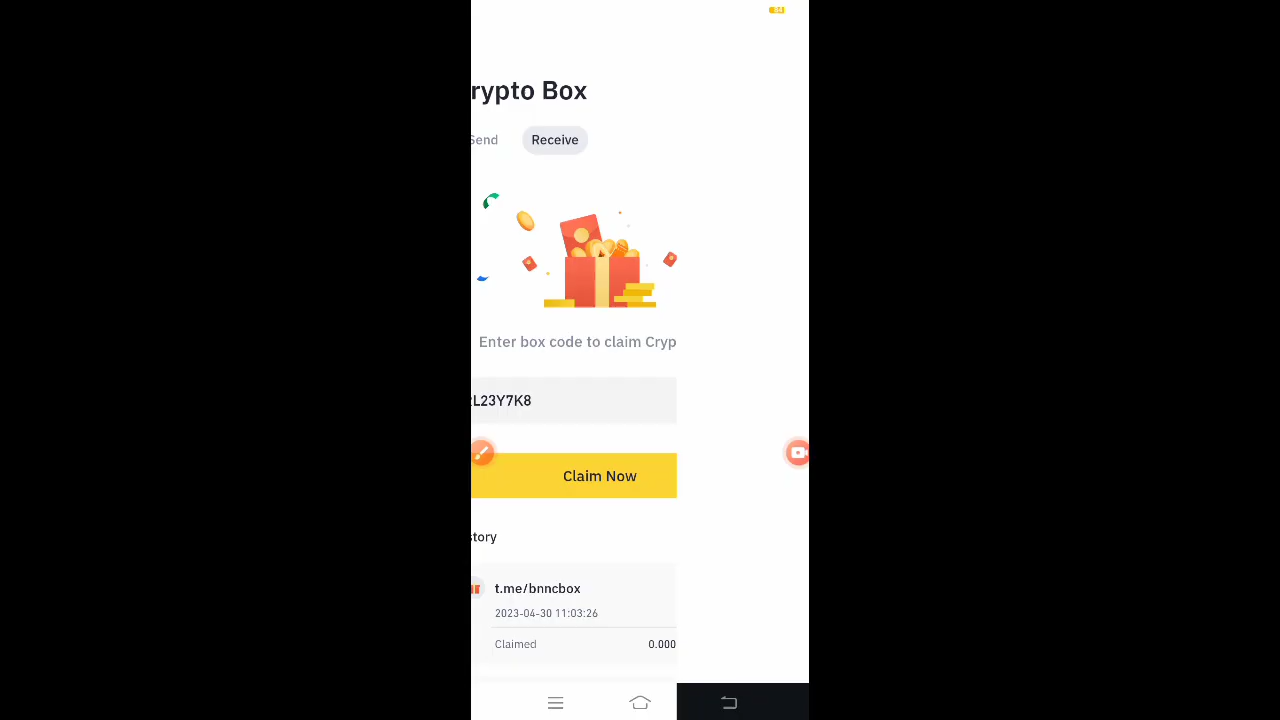 rypto Box
Send
Receive
Enter box code to claim Cryp
L23Y7K8
Claim Now
story
t.me/bnncbox
2023-04-30 11:03:26
Claimed
0.000